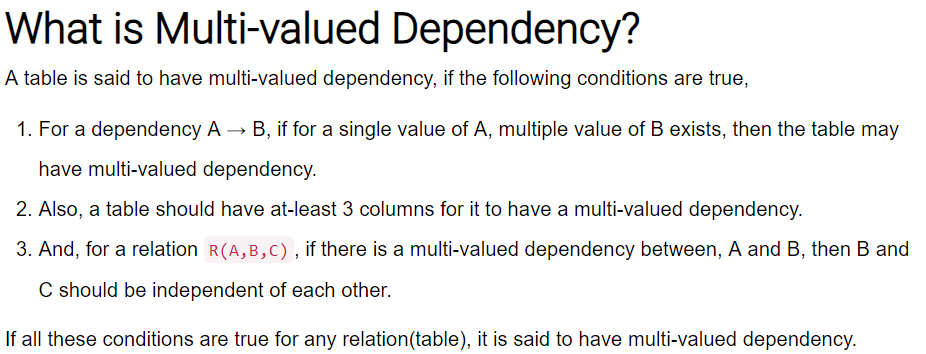 What is Multi-valued Dependency?
A table is said to have multi-valued dependency, if the following conditions are true,
1. For a dependency A → B, if for a single value of A, multiple value of B exists, then the table may
have multi-valued dependency.
2. Also, a table should have at-least 3 columns for it to have a multi-valued dependency.
3. And, for a relation R(A,B,C) , if there is a multi-valued dependency between, A and B, then B and
C should be independent of each other.
If all these conditions are true for any relation(table), it is said to have multi-valued dependency.